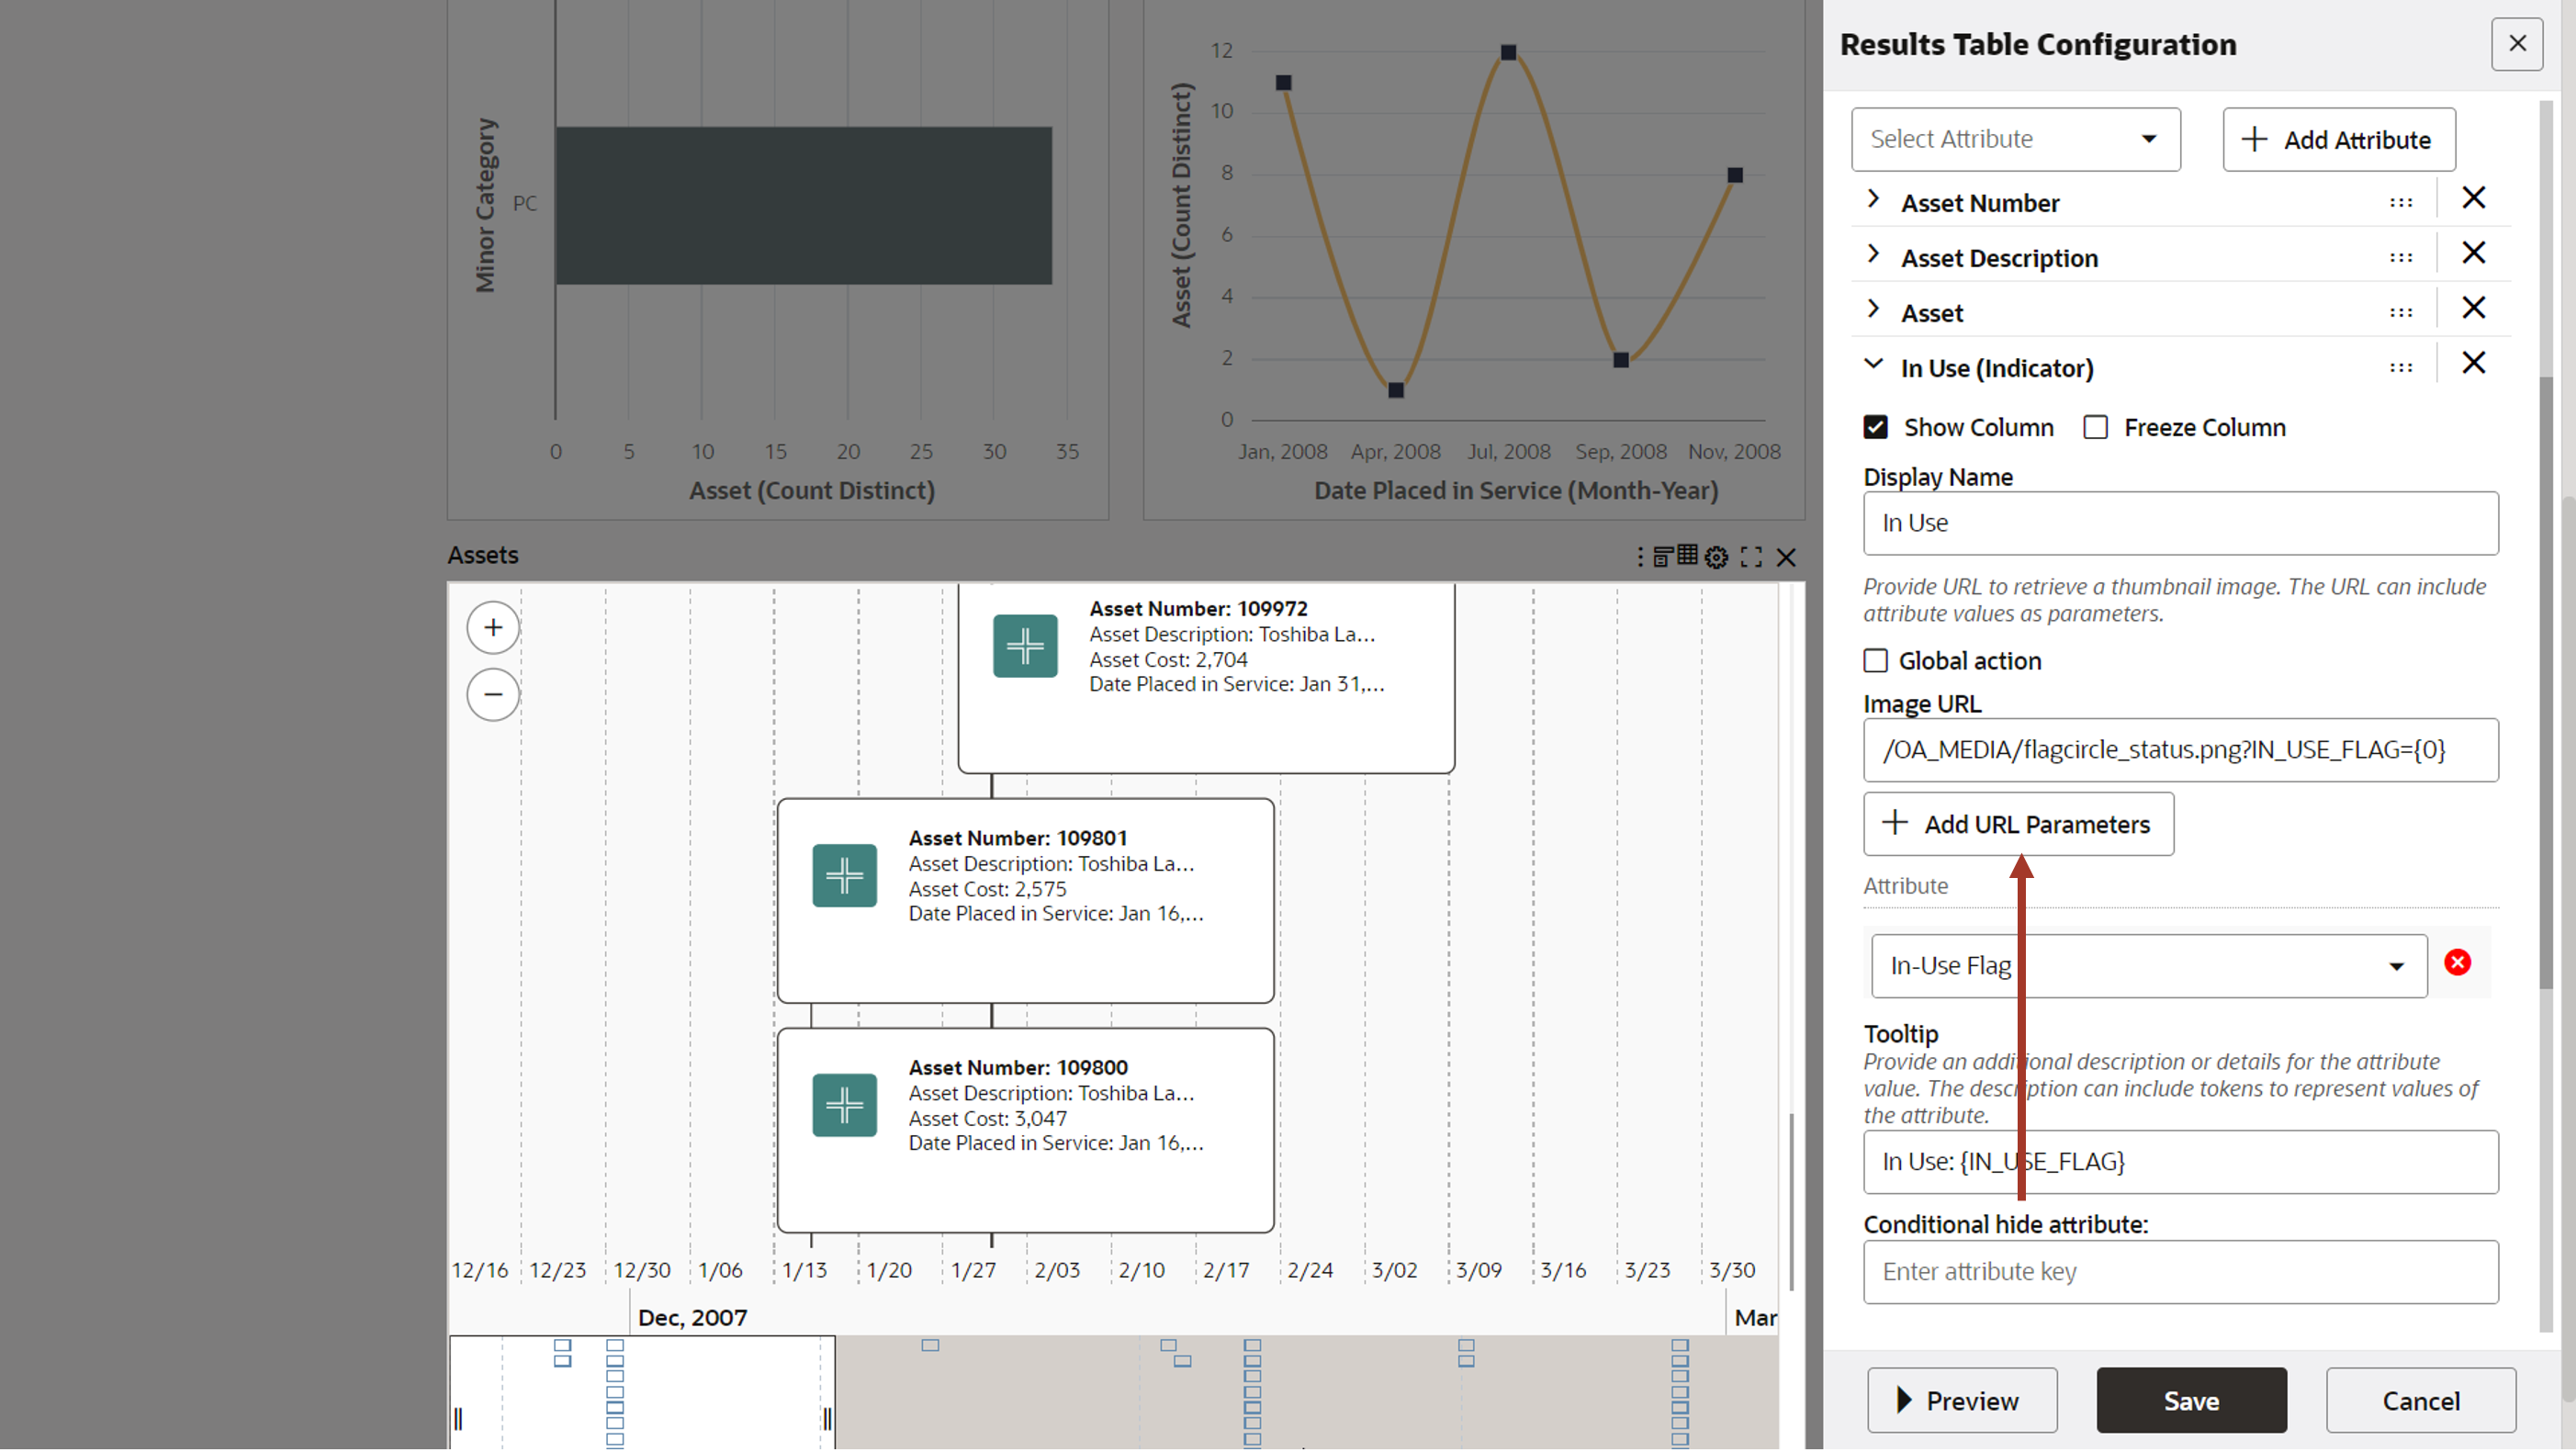 Minor Category
PC
0 5 10 15 20 25 30 35
Asset (Count Distinct)
Asset (Count Distinct)
12
10
8
6
4
2
0
Jan, 2008 Apr, 2008 Jul, 2008 Sep, 2008 Nov, 2008
Date Placed in Service (Month-Year)
Assets
Asset Number: 109972
Asset Description: Toshiba La...
Asset Cost: 2,704
Date Placed in Service: Jan 31,...
Asset Number: 109801
Asset Description: Toshiba La...
Asset Cost: 2,575
Date Placed in Service: Jan 16,...
Asset Number: 109800
Asset Description: Toshiba La...
Asset Cost: 3,047
Date Placed in Service: Jan 16,...
12/16 12/23 12/30 1/06 1/13 1/20 1/27 2/03 2/10 2/17 2/24 3/02 3/09 3/16 3/23 3/30
Dec, 2007 Mar
Results Table Configuration
Select Attribute
Add Attribute
Asset Number
Asset Description
Asset
In Use (Indicator)
Show Column Freeze Column
Display Name
In Use
Provide URL to retrieve a thumbnail image. The URL can include
attribute values as parameters.
Global action
Image URL
/OA_MEDIA/flagcircle_status.png?IN_USE_FLAG={0}
Add URL Parameters
Attribute
In-Use Flag
Tooltip
Provide an additional description or details for the attribute
value. The description can include tokens to represent values of
the attribute.
In Use: {IN_USE_FLAG}
Conditional hide attribute:
Enter attribute key
Preview Save Cancel